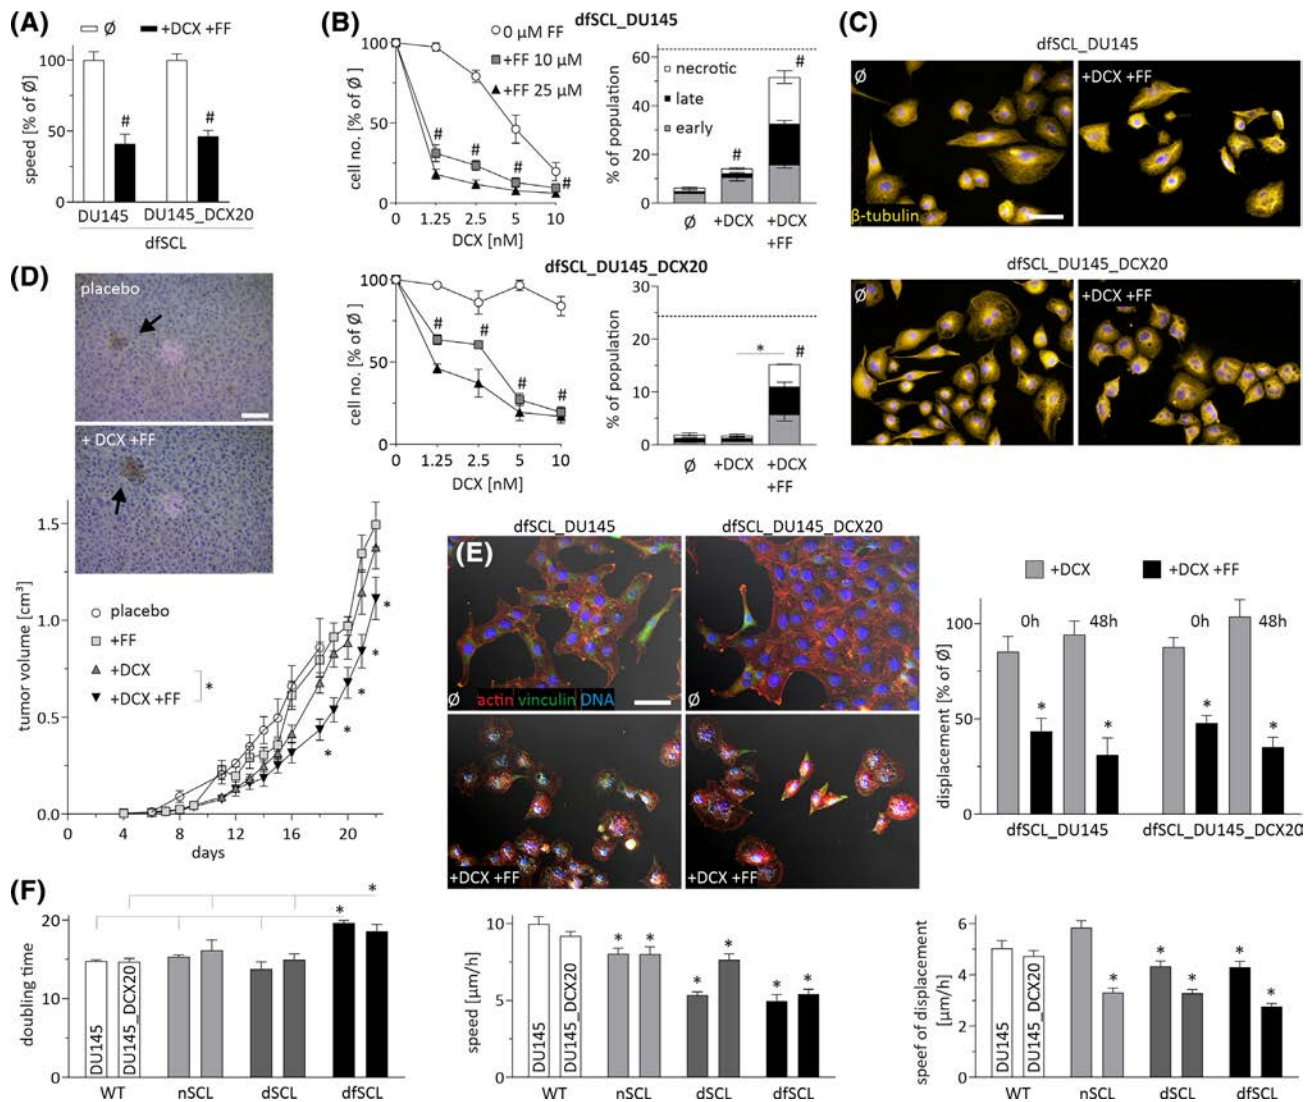 (A)
Ø +DCX +FF
speed [% of Ø]
100
50
0
# #
DU145 DU145_DCX20
dfSCL
(B)
dfSCL_DU145
cell no. [% of Ø ]
100
50
0
0 µM FF
+FF 10 µM
+FF 25 µM
# # # #
0 1.25 2.5 5 10
DCX [nM]
% of population
60
40
20
0
necrotic
late
early
# #
Ø +DCX +DCX
+FF
dfSCL_DU145_DCX20
cell no. [% of Ø ]
100
50
0
# # # #
0 1.25 2.5 5 10
DCX [nM]
% of population
30
25
20
15
10
5
0
* #
Ø +DCX +DCX
+FF
(C)
dfSCL_DU145
Ø +DCX +FF
β-tubulin
dfSCL_DU145_DCX20
Ø +DCX +FF
(D)
placebo
+ DCX +FF
tumor volume [cm³]
1.5
1.0
0.5
0.0
placebo
+FF
+DCX
+DCX +FF
*
* * * * * *
0 4 8 12 16 20 22
days
(E)
dfSCL_DU145 dfSCL_DU145_DCX20
Ø actin vinculin DNA Ø
+DCX +FF +DCX +FF
+DCX +DCX +FF
displacement [% of Ø]
100
50
0
0h 48h 0h 48h
* * * *
dfSCL_DU145 dfSCL_DU145_DCX20
(F)
doubling time
20
15
10
0
* *
DU145
DU145_DCX20
WT nSCL dSCL dfSCL
speed [µm/h]
10
5
0
* * * * * *
DU145
DU145_DCX20
WT nSCL dSCL dfSCL
speef of displacement
[µm/h]
6
4
2
0
* * * * *
DU145
DU145_DCX20
WT nSCL dSCL dfSCL